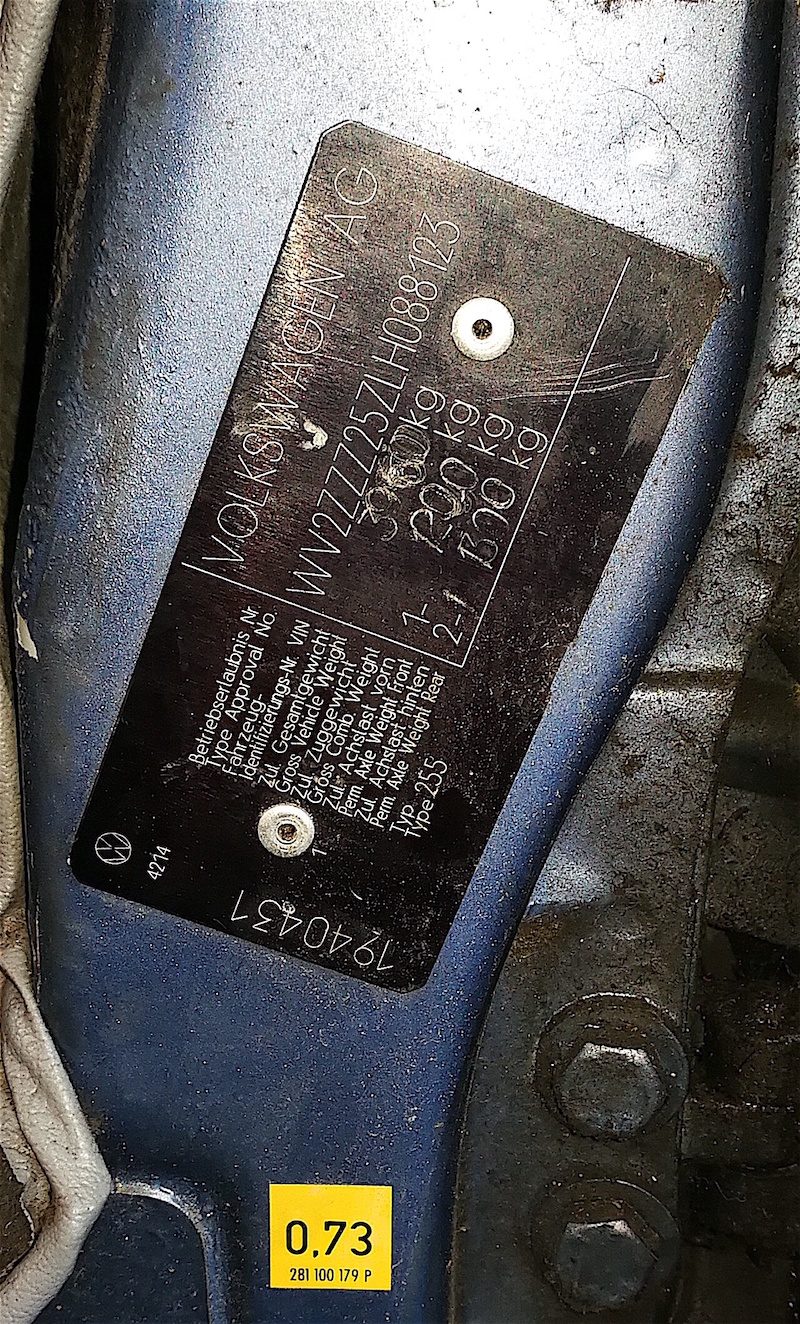 VOLKSWAGEN AG
WV2ZZZ25ZLH088123
kg
kg
1- kg
2- kg
Betriebserlaubnis Nr
Type Approval No.
Fahrzeug-
Identifizierungs-Nr. VIN
Zul. Gesamtgewicht
Gross Vehicle Weight
Zul. Zuggewicht
Gross Comb. Weight
Zul. Achslast vorn
Perm. Axle Weight Front
Zul. Achslast hinten
Perm. Axle Weight Rear
Typ
Type 255
4214
1
1940431
0,73
281 100 179 P